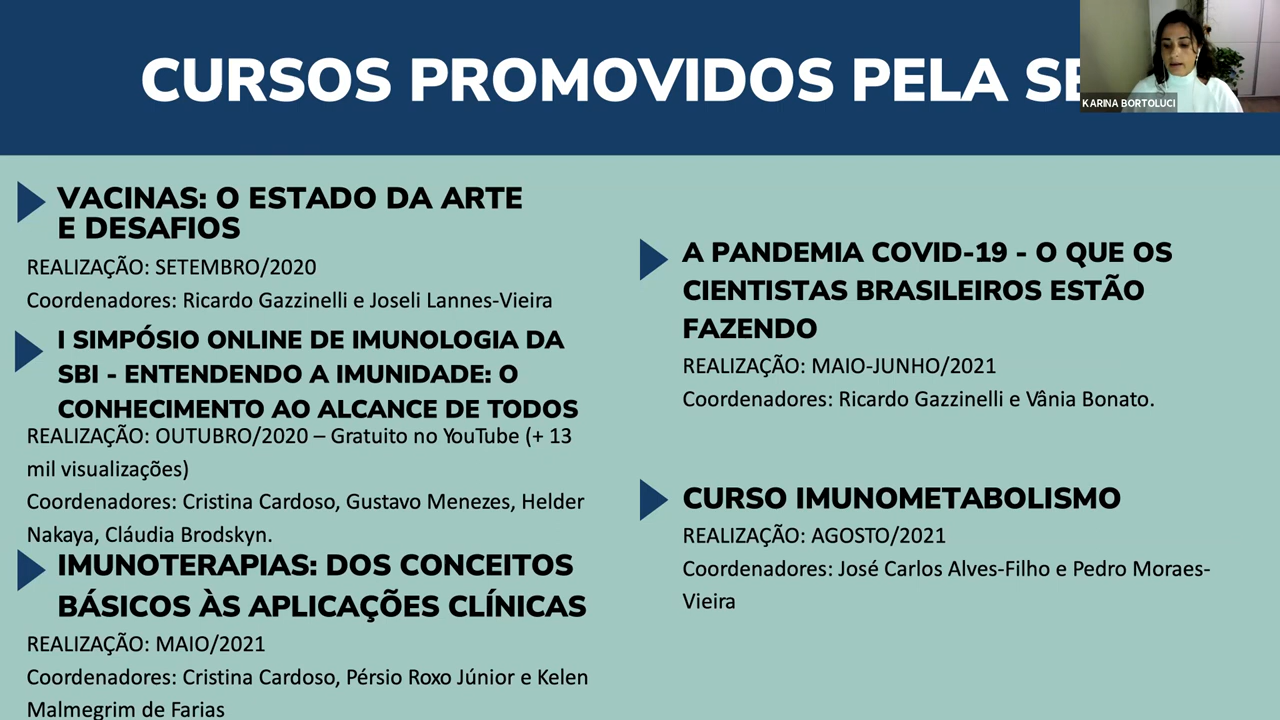 CURSOS PROMOVIDOS PELA
KARINA BORTOLUCI
VACINAS: O ESTADO DA ARTE
E DESAFIOS
REALIZAÇÃO: SETEMBRO/2020
Coordenadores: Ricardo Gazzinelli e Joseli Lannes-Vieira
I SIMPÓSIO ONLINE DE IMUNOLOGIA DA
SBI - ENTENDENDO A IMUNIDADE: O
CONHECIMENTO AO ALCANCE DE TODOS
REALIZAÇÃO: OUTUBRO/2020 – Gratuito no YouTube (+ 13
mil visualizações)
Coordenadores: Cristina Cardoso, Gustavo Menezes, Helder
Nakaya, Cláudia Brodskyn.
IMUNOTERAPIAS: DOS CONCEITOS
BÁSICOS ÀS APLICAÇÕES CLÍNICAS
REALIZAÇÃO: MAIO/2021
Coordenadores: Cristina Cardoso, Pérsio Roxo Júnior e Kelen
Malmegrim de Farias
A PANDEMIA COVID-19 - O QUE OS
CIENTISTAS BRASILEIROS ESTÃO
FAZENDO
REALIZAÇÃO: MAIO-JUNHO/2021
Coordenadores: Ricardo Gazzinelli e Vânia Bonato.
CURSO IMUNOMETABOLISMO
REALIZAÇÃO: AGOSTO/2021
Coordenadores: José Carlos Alves-Filho e Pedro Moraes-
Vieira